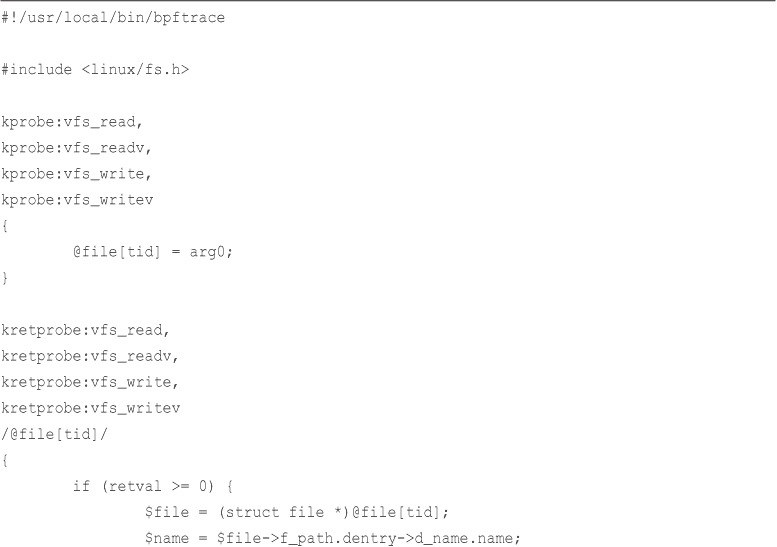 #!/usr/local/bin/bpftrace

#include <linux/fs.h>

kprobe:vfs_read,
kprobe:vfs_readv,
kprobe:vfs_write,
kprobe:vfs_writev
{
        @file[tid] = arg0;
}

kretprobe:vfs_read,
kretprobe:vfs_readv,
kretprobe:vfs_write,
kretprobe:vfs_writev
/@file[tid]/
{
        if (retval >= 0) {
                $file = (struct file *)@file[tid];
                $name = $file->f_path.dentry->d_name.name;